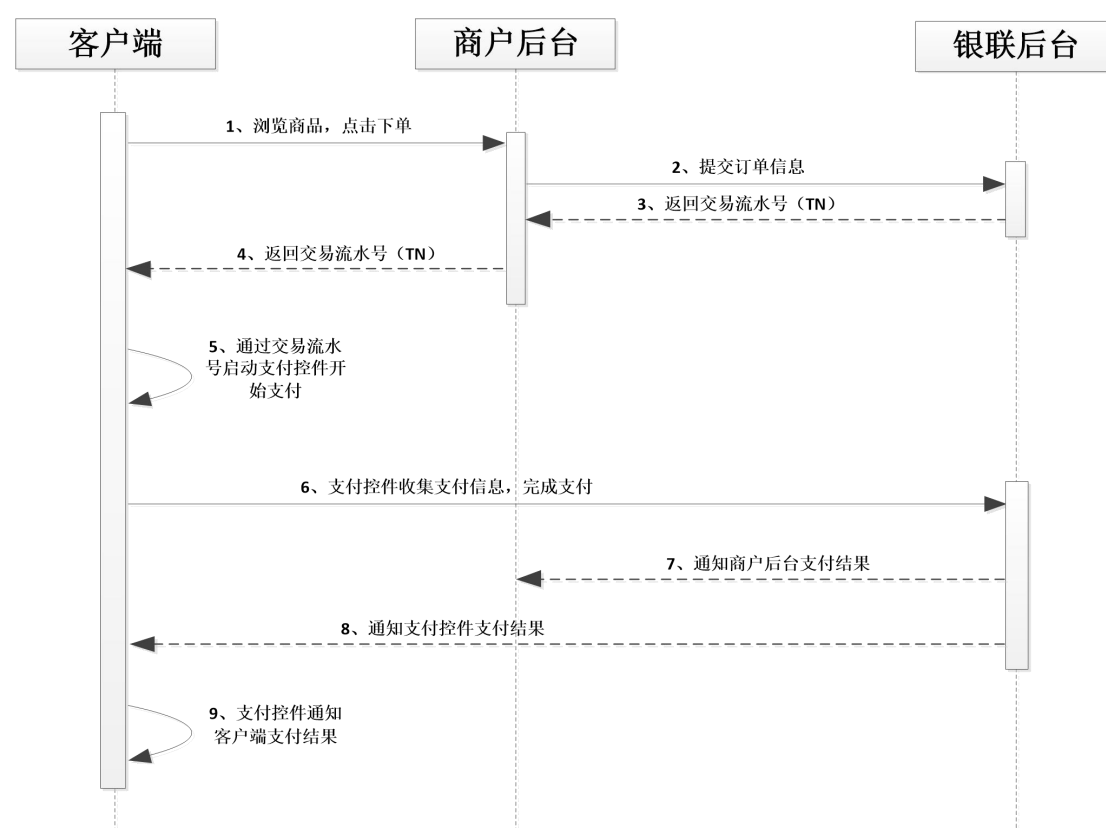 客户端
商户后台
银联后台
1、浏览商品，点击下单
2、提交订单信息
3、返回交易流水号（TN）
4、返回交易流水号（TN）
5、通过交易流水
号启动支付控件开
始支付
6、支付控件收集支付信息，完成支付
7、通知商户后台支付结果
8、通知支付控件支付结果
9、支付控件通知
客户端支付结果